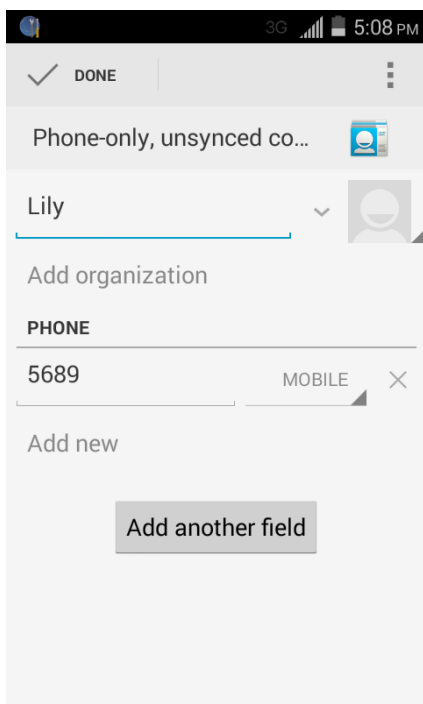 3G 5:08 PM
DONE
Phone-only, unsynced co...
Lily
Add organization
PHONE
5689 MOBILE
Add new
Add another field